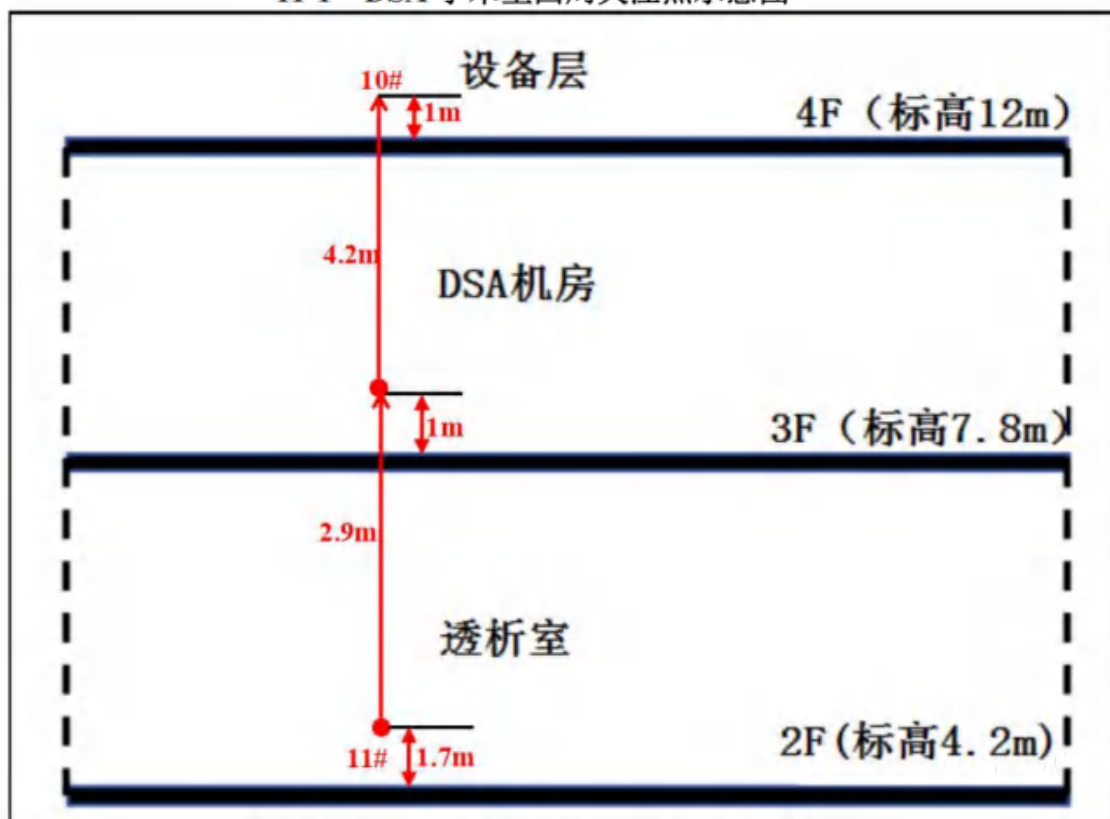 设备层
10#
1m
4F（标高12m）
4.2m
DSA机房
1m
3F（标高7.8m）
2.9m
透析室
2F(标高4.2m)
11#
1.7m